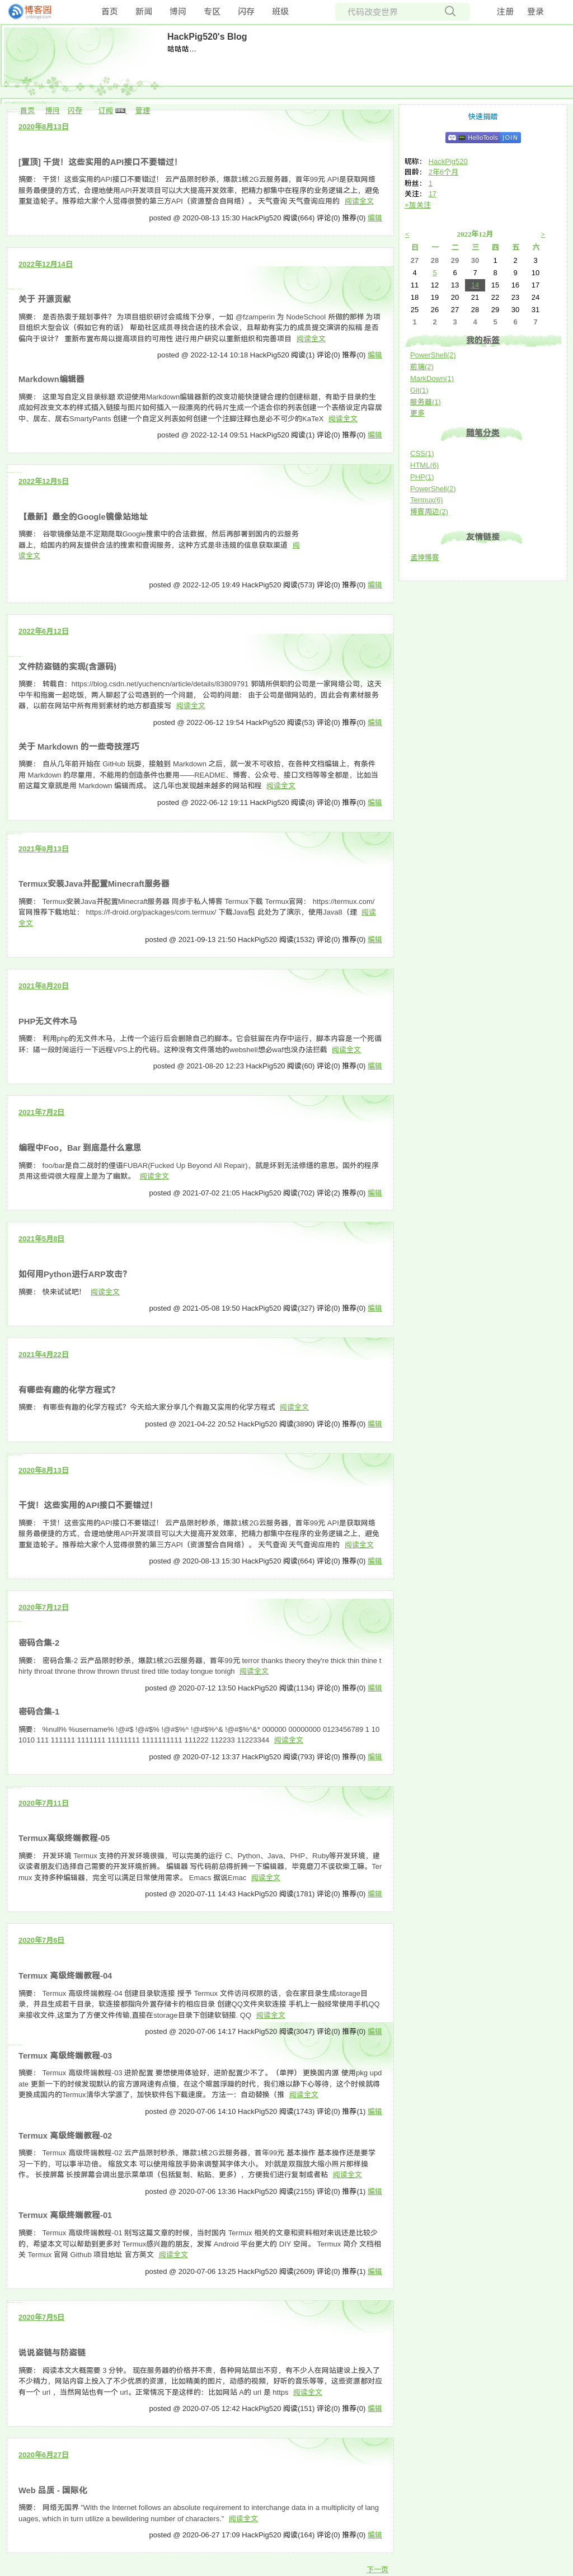 博客园 首页 新闻 博问 专区 闪存 班级 代码改变世界 注册 登录
HackPig520's Blog
咕咕咕…
首页 博问 闪存 订阅 管理
2020年8月13日
[置顶] 干货！这些实用的API接口不要错过！
摘要： 干货！这些实用的API接口不要错过！ 云产品限时秒杀，爆款1核2G云服务器，首年99元 API是获取网络
服务最便捷的方式，合理地使用API开发项目可以大大提高开发效率，把精力都集中在程序的业务逻辑之上，避免
重复造轮子。推荐给大家个人觉得很赞的第三方API（资源整合自网络）。 天气查询 天气查询应用的 阅读全文
posted @ 2020-08-13 15:30 HackPig520 阅读(664) 评论(0) 推荐(0) 编辑
2022年12月14日
关于 开源贡献
摘要： 是否热衷于规划事件？ 为项目组织研讨会或线下分享，一如 @fzamperin 为 NodeSchool 所做的那样 为项
目组织大型会议（假如它有的话） 帮助社区成员寻找合适的技术会议，且帮助有实力的成员提交演讲的拟稿 是否
偏向于设计？ 重新布置布局以提高项目的可用性 进行用户研究以重新组织和完善项目 阅读全文
posted @ 2022-12-14 10:18 HackPig520 阅读(1) 评论(0) 推荐(0) 编辑
Markdown编辑器
摘要： 这里写自定义目录标题 欢迎使用Markdown编辑器新的改变功能快捷键合理的创建标题，有助于目录的生
成如何改变文本的样式插入链接与图片如何插入一段漂亮的代码片生成一个适合你的列表创建一个表格设定内容居
中、居左、居右SmartyPants 创建一个自定义列表如何创建一个注脚注释也是必不可少的KaTeX 阅读全文
posted @ 2022-12-14 09:51 HackPig520 阅读(1) 评论(0) 推荐(0) 编辑
2022年12月5日
【最新】最全的Google镜像站地址
摘要： 谷歌镜像站是不定期爬取Google搜索中的合法数据，然后再部署到国内的云服务
器上，给国内的网友提供合法的搜索和查阅服务，这种方式是非违规的信息获取渠道 阅
读全文
posted @ 2022-12-05 19:49 HackPig520 阅读(573) 评论(0) 推荐(0) 编辑
2022年6月12日
文件防盗链的实现(含源码)
摘要： 转载自：https://blog.csdn.net/yuchencn/article/details/83809791 郭靖所供职的公司是一家网络公司，这天
中午和拖雷一起吃饭，两人聊起了公司遇到的一个问题， 公司的问题： 由于公司是做网站的，因此会有素材服务
器，以前在网站中所有用到素材的地方都直接写 阅读全文
posted @ 2022-06-12 19:54 HackPig520 阅读(53) 评论(0) 推荐(0) 编辑
关于 Markdown 的一些奇技淫巧
摘要： 自从几年前开始在 GitHub 玩耍，接触到 Markdown 之后，就一发不可收拾，在各种文档编辑上，有条件
用 Markdown 的尽量用，不能用的创造条件也要用——README、博客、公众号、接口文档等等全都是，比如当
前这篇文章就是用 Markdown 编辑而成。 这几年也发现越来越多的网站和程 阅读全文
posted @ 2022-06-12 19:11 HackPig520 阅读(8) 评论(0) 推荐(0) 编辑
2021年9月13日
Termux安装Java并配置Minecraft服务器
摘要： Termux安装Java并配置Minecraft服务器 同步于私人博客 Termux下载 Termux官网： https://termux.com/
官网推荐下载地址： https://f-droid.org/packages/com.termux/ 下载Java包 此处为了演示，使用Java8（理 阅读
全文
posted @ 2021-09-13 21:50 HackPig520 阅读(1532) 评论(0) 推荐(0) 编辑
2021年8月20日
PHP无文件木马
摘要： 利用php的无文件木马，上传一个运行后会删除自己的脚本。它会驻留在内存中运行，脚本内容是一个死循
环：隔一段时间运行一下远程VPS上的代码。这种没有文件落地的webshell想必waf也没办法拦截 阅读全文
posted @ 2021-08-20 12:23 HackPig520 阅读(60) 评论(0) 推荐(0) 编辑
2021年7月2日
编程中Foo，Bar 到底是什么意思
摘要： foo/bar是自二战时的俚语FUBAR(Fucked Up Beyond All Repair)，就是坏到无法修缮的意思。国外的程序
员用这些词很大程度上是为了幽默。 阅读全文
posted @ 2021-07-02 21:05 HackPig520 阅读(702) 评论(2) 推荐(0) 编辑
2021年5月8日
如何用Python进行ARP攻击？
摘要： 快来试试吧！ 阅读全文
posted @ 2021-05-08 19:50 HackPig520 阅读(327) 评论(0) 推荐(0) 编辑
2021年4月22日
有哪些有趣的化学方程式？
摘要： 有哪些有趣的化学方程式？今天给大家分享几个有趣又实用的化学方程式 阅读全文
posted @ 2021-04-22 20:52 HackPig520 阅读(3890) 评论(0) 推荐(0) 编辑
2020年8月13日
干货！这些实用的API接口不要错过！
摘要： 干货！这些实用的API接口不要错过！ 云产品限时秒杀，爆款1核2G云服务器，首年99元 API是获取网络
服务最便捷的方式，合理地使用API开发项目可以大大提高开发效率，把精力都集中在程序的业务逻辑之上，避免
重复造轮子。推荐给大家个人觉得很赞的第三方API（资源整合自网络）。 天气查询 天气查询应用的 阅读全文
posted @ 2020-08-13 15:30 HackPig520 阅读(664) 评论(0) 推荐(0) 编辑
2020年7月12日
密码合集-2
摘要： 密码合集-2 云产品限时秒杀，爆款1核2G云服务器，首年99元 terror thanks theory they're thick thin thine t
hirty throat throne throw thrown thrust tired title today tongue tonigh 阅读全文
posted @ 2020-07-12 13:50 HackPig520 阅读(1134) 评论(0) 推荐(0) 编辑
密码合集-1
摘要： %null% %username% !@#$ !@#$% !@#$%^ !@#$%^& !@#$%^&* 000000 00000000 0123456789 1 10
1010 111 111111 1111111 11111111 1111111111 111222 112233 11223344 阅读全文
posted @ 2020-07-12 13:37 HackPig520 阅读(793) 评论(0) 推荐(0) 编辑
2020年7月11日
Termux高级终端教程-05
摘要： 开发环境 Termux 支持的开发环境很强，可以完美的运行 C、Python、Java、PHP、Ruby等开发环境，建
议读者朋友们选择自己需要的开发环境折腾。 编辑器 写代码前总得折腾一下编辑器，毕竟磨刀不误砍柴工嘛。Ter
mux 支持多种编辑器，完全可以满足日常使用需求。 Emacs 据说Emac 阅读全文
posted @ 2020-07-11 14:43 HackPig520 阅读(1781) 评论(0) 推荐(0) 编辑
2020年7月6日
Termux 高级终端教程-04
摘要： Termux 高级终端教程-04 创建目录软连接 授予 Termux 文件访问权限的话，会在家目录生成storage目
录，并且生成若干目录，软连接都指向外置存储卡的相应目录 创建QQ文件夹软连接 手机上一般经常使用手机QQ
来接收文件,这里为了方便文件传输,直接在storage目录下创建软链接. QQ 阅读全文
posted @ 2020-07-06 14:17 HackPig520 阅读(3047) 评论(0) 推荐(0) 编辑
Termux 高级终端教程-03
摘要： Termux 高级终端教程-03 进阶配置 要想使用体验好，进阶配置少不了。（单押） 更换国内源 使用pkg upd
ate 更新一下的时候发现默认的官方源网速有点慢，在这个喧嚣浮躁的时代，我们难以静下心等待，这个时候就得
更换成国内的Termux清华大学源了，加快软件包下载速度。 方法一：自动替换（推 阅读全文
posted @ 2020-07-06 14:10 HackPig520 阅读(1743) 评论(0) 推荐(1) 编辑
Termux 高级终端教程-02
摘要： Termux 高级终端教程-02 云产品限时秒杀，爆款1核2G云服务器，首年99元 基本操作 基本操作还是要学
习一下的，可以事半功倍。 缩放文本 可以使用缩放手势来调整其字体大小。 对!就是双指放大缩小照片那样操
作。 长按屏幕 长按屏幕会调出显示菜单项（包括复制、粘贴、更多），方便我们进行复制或者粘 阅读全文
posted @ 2020-07-06 13:36 HackPig520 阅读(2155) 评论(0) 推荐(1) 编辑
Termux 高级终端教程-01
摘要： Termux 高级终端教程-01 刚写这篇文章的时候，当时国内 Termux 相关的文章和资料相对来说还是比较少
的，希望本文可以帮助到更多对 Termux感兴趣的朋友，发挥 Android 平台更大的 DIY 空间。 Termux 简介 文档相
关 Termux 官网 Github 项目地址 官方英文 阅读全文
posted @ 2020-07-06 13:25 HackPig520 阅读(2609) 评论(0) 推荐(1) 编辑
2020年7月5日
说说盗链与防盗链
摘要： 阅读本文大概需要 3 分钟。 现在服务器的价格并不贵，各种网站层出不穷，有不少人在网站建设上投入了
不少精力，网站内容上投入了不少优质的资源，比如精美的图片，动感的视频，好听的音乐等等，这些资源都对应
有一个 url ，当然网站也有一个 url。正常情况下是这样的：比如网站 A的 url 是 https 阅读全文
posted @ 2020-07-05 12:42 HackPig520 阅读(151) 评论(0) 推荐(0) 编辑
2020年6月27日
Web 品质 - 国际化
摘要： 网络无国界 "With the Internet follows an absolute requirement to interchange data in a multiplicity of lang
uages, which in turn utilize a bewildering number of characters." 阅读全文
posted @ 2020-06-27 17:09 HackPig520 阅读(164) 评论(0) 推荐(0) 编辑
下一页
快速捐赠
HelloTools JOIN
昵称： HackPig520
园龄： 2年6个月
粉丝： 1
关注： 17
+加关注
< 2022年12月 >
日 一 二 三 四 五 六
27 28 29 30 1 2 3
4 5 6 7 8 9 10
11 12 13 14 15 16 17
18 19 20 21 22 23 24
25 26 27 28 29 30 31
1 2 3 4 5 6 7
我的标签
PowerShell(2)
前端(2)
MarkDown(1)
Git(1)
服务器(1)
更多
随笔分类
CSS(1)
HTML(6)
PHP(1)
PowerShell(2)
Termux(6)
博客周边(2)
友情链接
孟坤博客